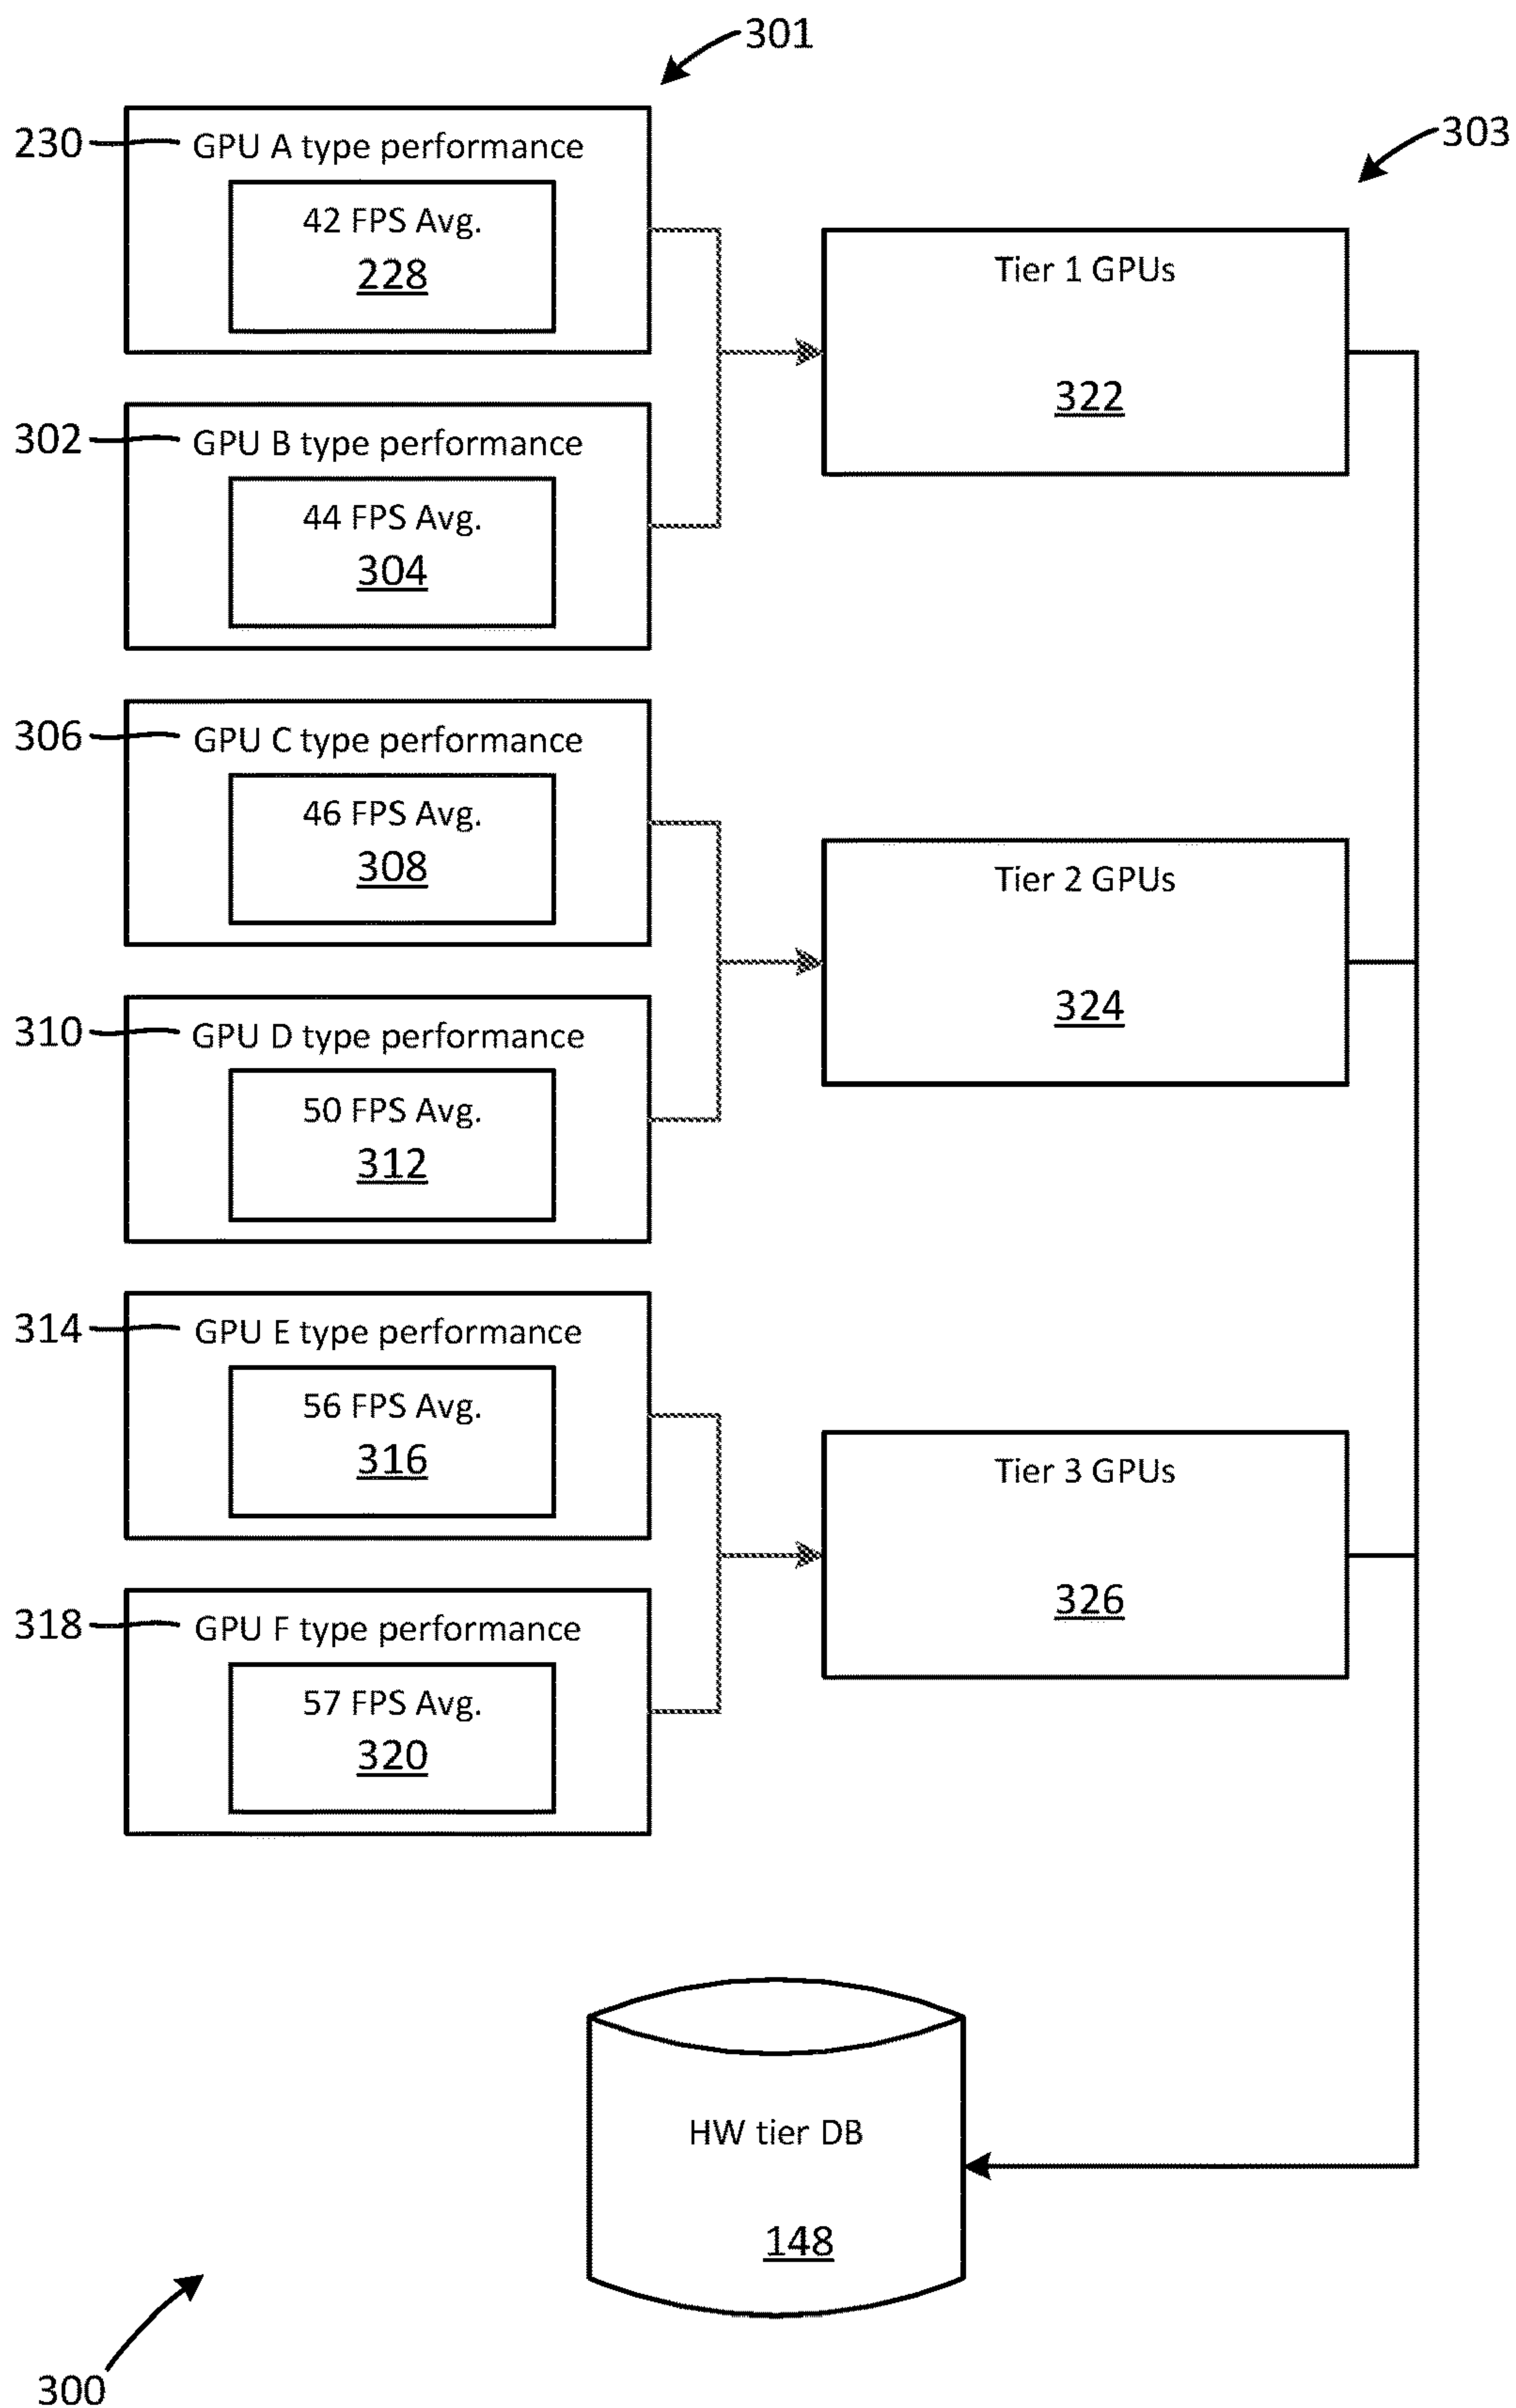 301
303
230 GPU A type performance
42 FPS Avg.
228
Tier 1 GPUs
322
302 GPU B type performance
44 FPS Avg.
304
306 GPU C type performance
46 FPS Avg.
308
Tier 2 GPUs
324
310 GPU D type performance
50 FPS Avg.
312
314 GPU E type performance
56 FPS Avg.
316
Tier 3 GPUs
326
318 GPU F type performance
57 FPS Avg.
320
HW tier DB
148
300